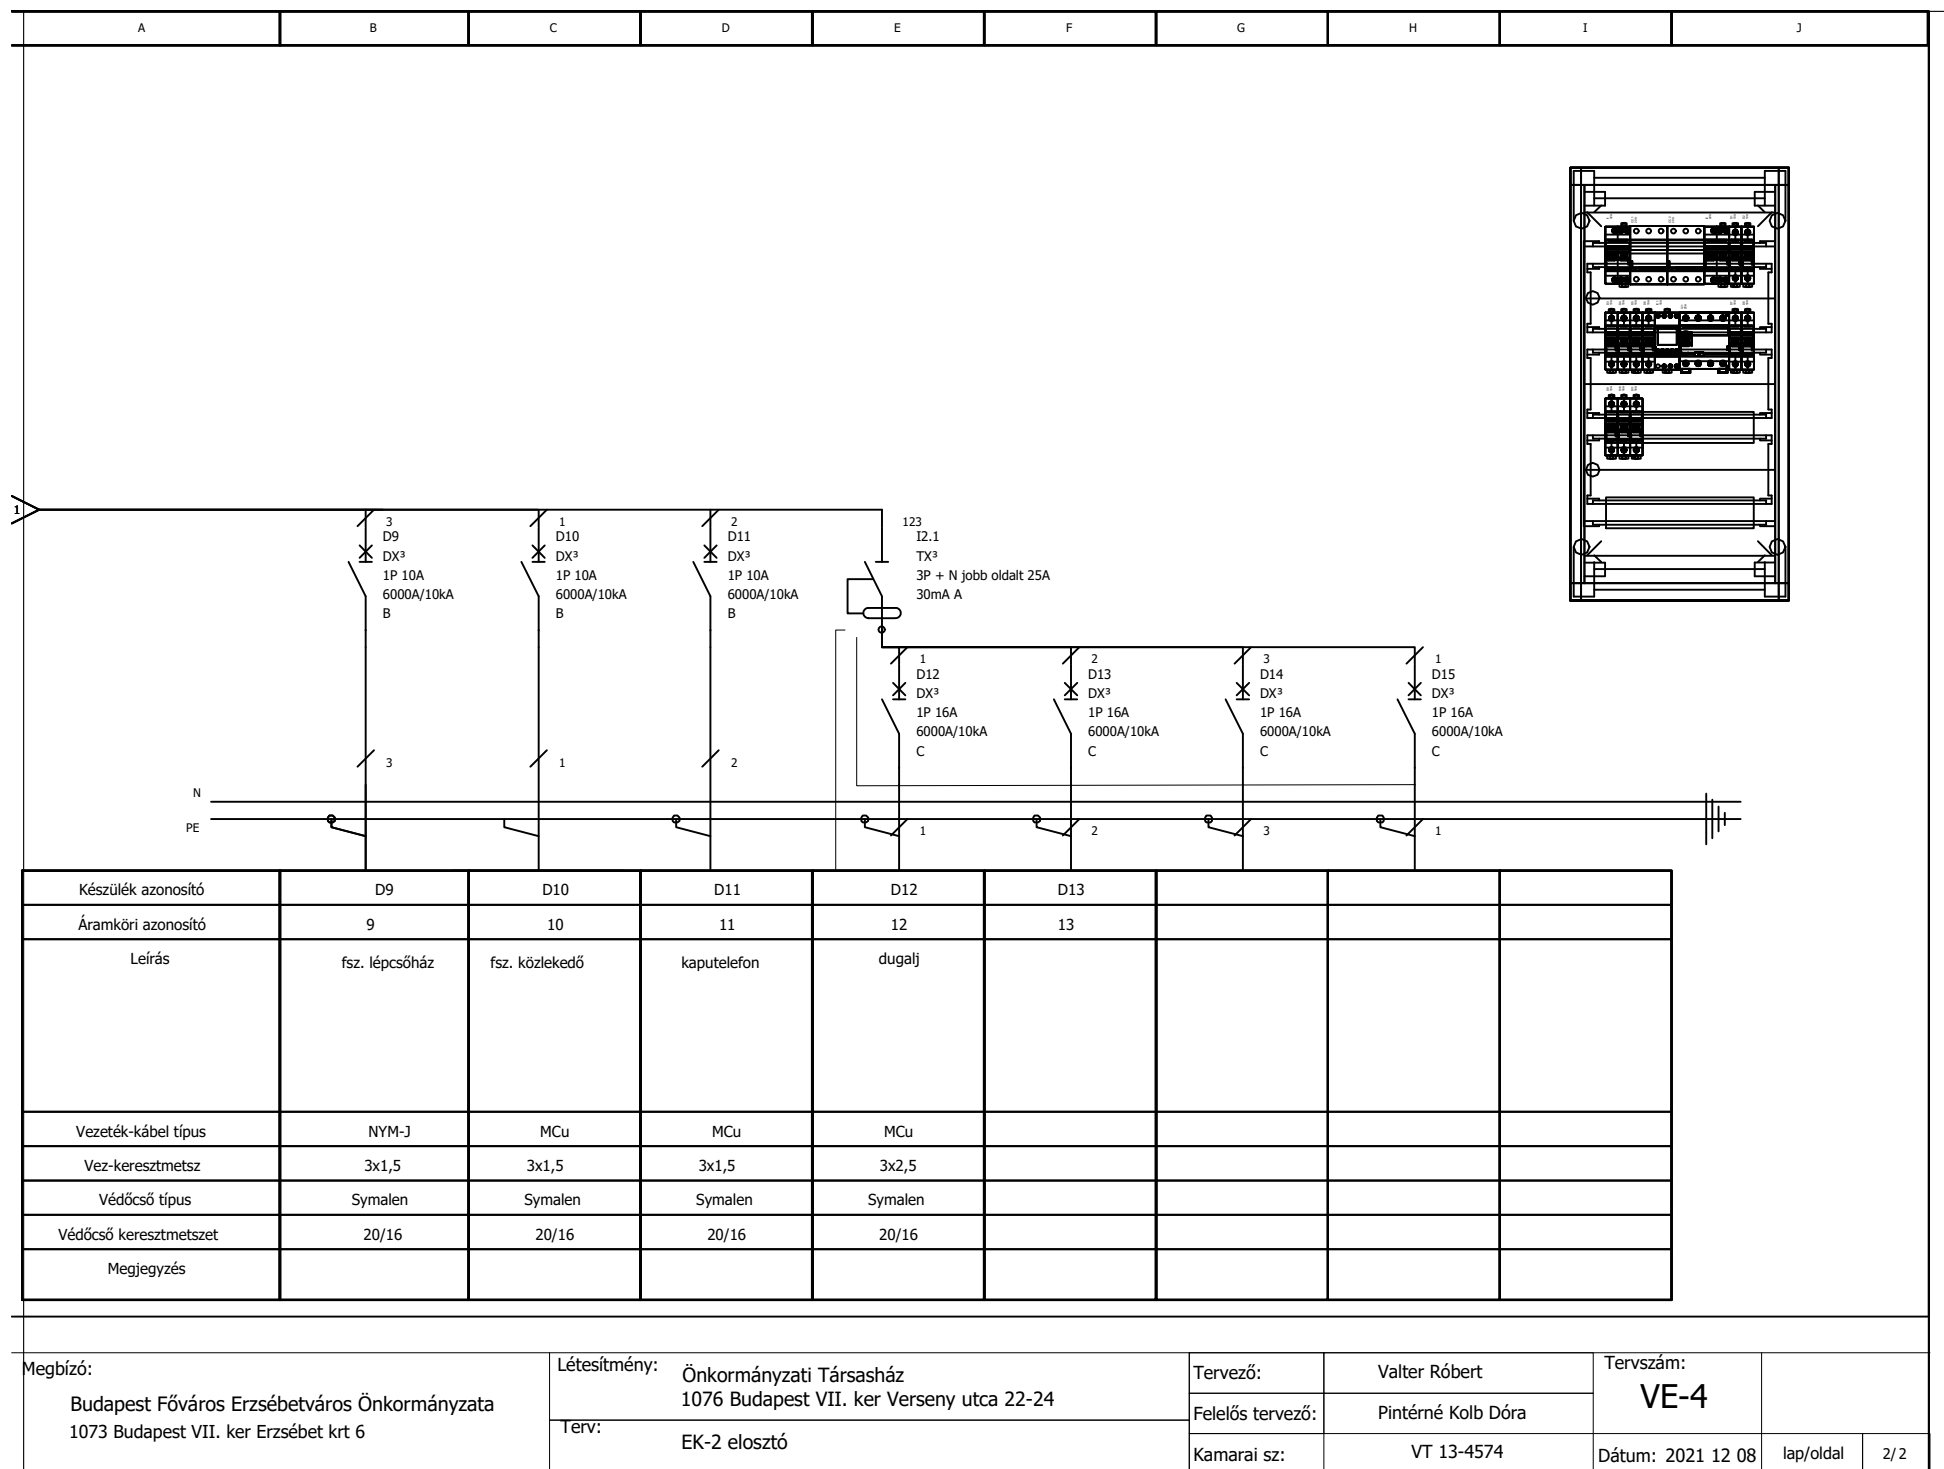 A B C D E F G H I J
1
3
D9
DX³
1P 10A
6000A/10kA
B
1
D10
DX³
1P 10A
6000A/10kA
B
2
D11
DX³
1P 10A
6000A/10kA
B
123
I2.1
TX³
3P + N jobb oldalt 25A
30mA A
1
D12
DX³
1P 16A
6000A/10kA
C
2
D13
DX³
1P 16A
6000A/10kA
C
3
D14
DX³
1P 16A
6000A/10kA
C
1
D15
DX³
1P 16A
6000A/10kA
C
3 1 2
N
PE
1 2 3 1
Készülék azonosító D9 D10 D11 D12 D13
Áramköri azonosító 9 10 11 12 13
Leírás fsz. lépcsőház fsz. közlekedő kaputelefon dugalj
Vezeték-kábel típus NYM-J MCu MCu MCu
Vez-keresztmetsz 3x1,5 3x1,5 3x1,5 3x2,5
Védőcső típus Symalen Symalen Symalen Symalen
Védőcső keresztmetszet 20/16 20/16 20/16 20/16
Megjegyzés
Megbízó:
Budapest Főváros Erzsébetváros Önkormányzata
1073 Budapest VII. ker Erzsébet krt 6
Létesítmény:
Önkormányzati Társasház
1076 Budapest VII. ker Verseny utca 22-24
Terv:
EK-2 elosztó
Tervező: Valter Róbert
Felelős tervező: Pintérné Kolb Dóra
Kamarai sz: VT 13-4574
Tervszám:
VE-4
Dátum: 2021 12 08
lap/oldal 2/2